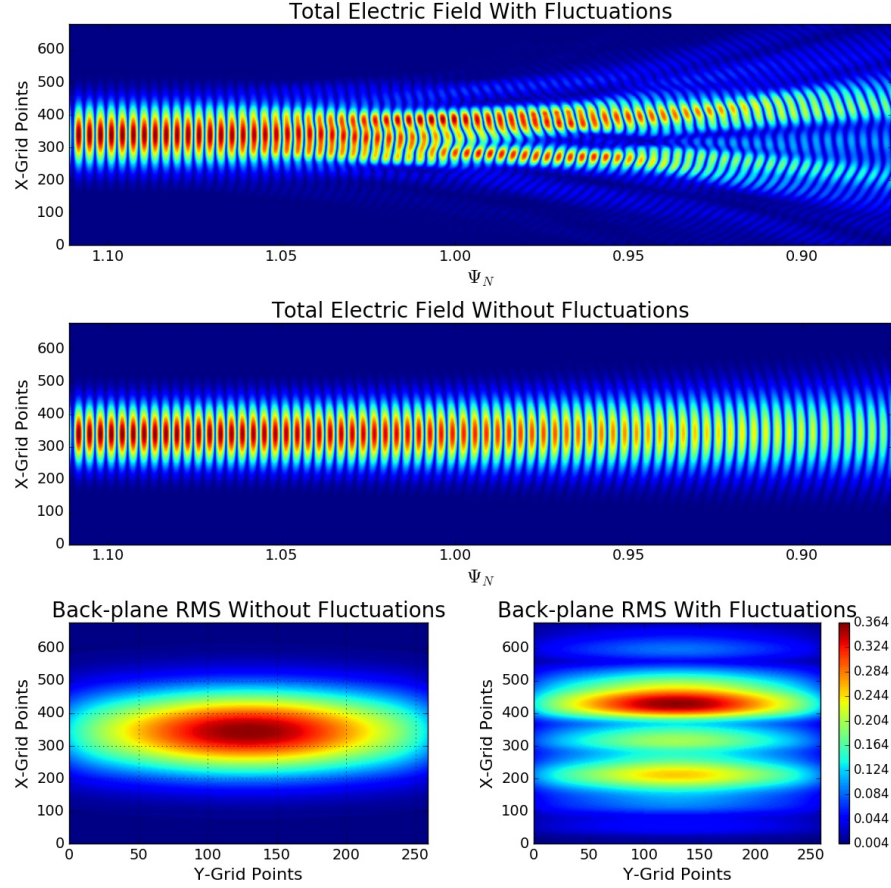 Total Electric Field With Fluctuations
600
500
400
300
200
100
0
X-Grid Points
1.10 1.05 1.00 0.95 0.90
Ψ_N
Total Electric Field Without Fluctuations
600
500
400
300
200
100
0
X-Grid Points
1.10 1.05 1.00 0.95 0.90
Ψ_N
Back-plane RMS Without Fluctuations
600
500
400
300
200
100
0
X-Grid Points
0 50 100 150 200 250
Y-Grid Points
Back-plane RMS With Fluctuations
600
500
400
300
200
100
0
X-Grid Points
0 50 100 150 200 250
Y-Grid Points
0.364
0.324
0.284
0.244
0.204
0.164
0.124
0.084
0.044
0.004